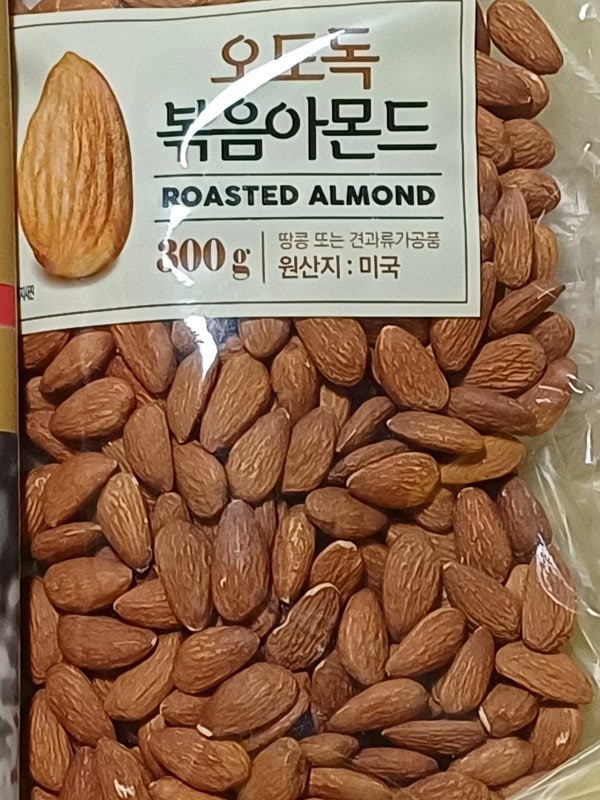 오도독
볶음아몬드
ROASTED ALMOND
300g
땅콩 또는 견과류가공품
원산지 : 미국